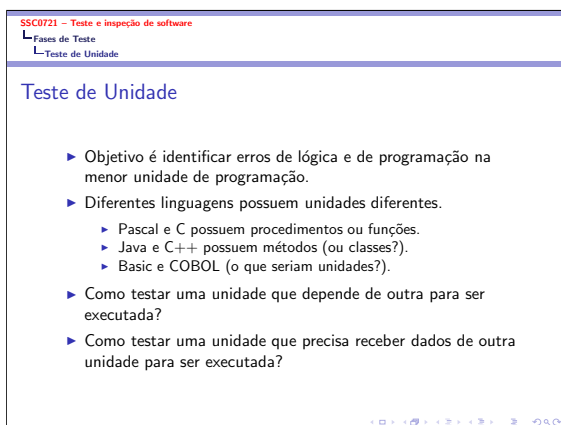 SSC0721 – Teste e inspeção de software
Fases de Teste
Teste de Unidade
Teste de Unidade
Objetivo é identificar erros de lógica e de programação na
menor unidade de programação.
Diferentes linguagens possuem unidades diferentes.
Pascal e C possuem procedimentos ou funções.
Java e C++ possuem métodos (ou classes?).
Basic e COBOL (o que seriam unidades?).
Como testar uma unidade que depende de outra para ser
executada?
Como testar uma unidade que precisa receber dados de outra
unidade para ser executada?